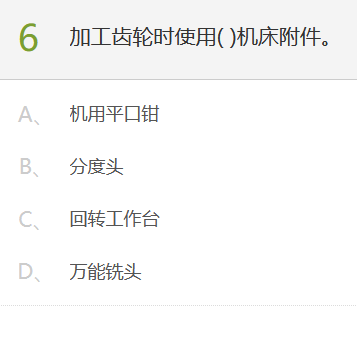 6 加工齿轮时使用( )机床附件。
A、 机用平口钳
B、 分度头
C、 回转工作台
D、 万能铣头